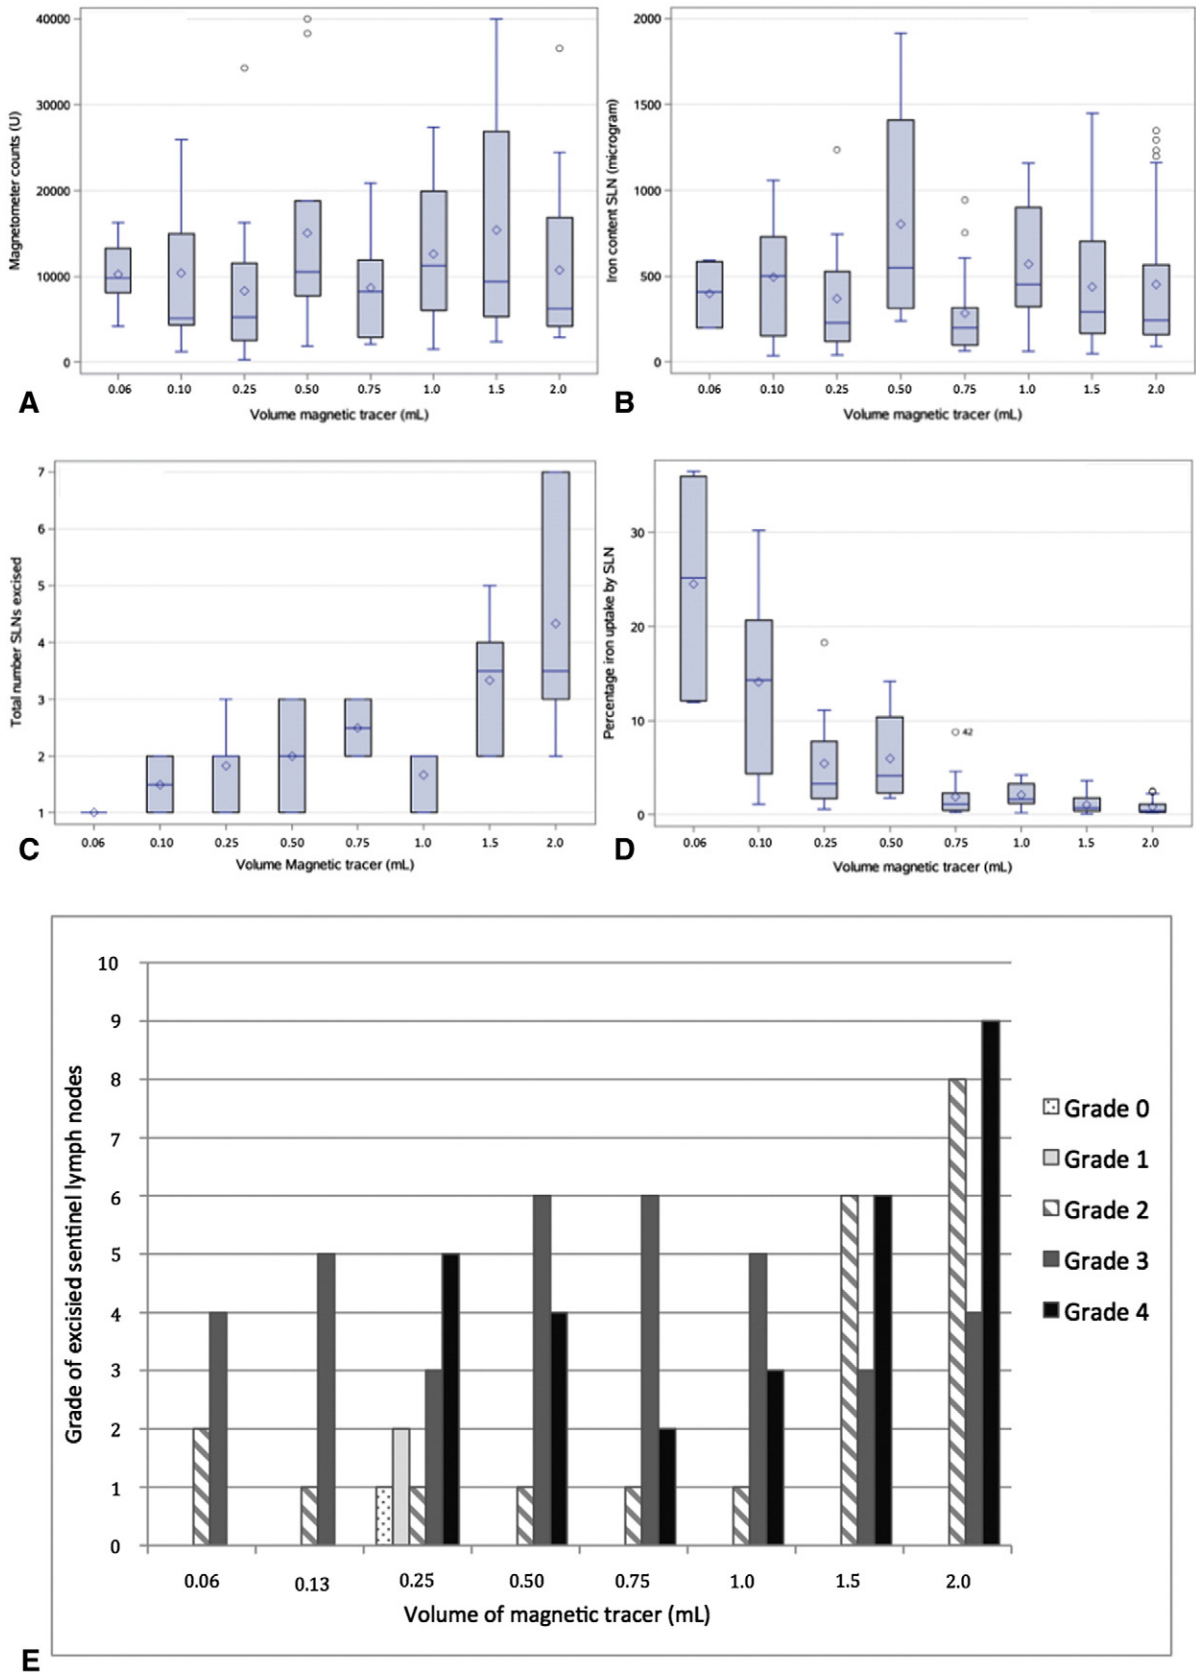 40000
30000
20000
10000
0
Magnetometer counts (U)
0.06 0.10 0.25 0.50 0.75 1.0 1.5 2.0
Volume magnetic tracer (mL)
A
2000
1500
1000
500
0
Iron content SLN (microgram)
0.06 0.10 0.25 0.50 0.75 1.0 1.5 2.0
Volume magnetic tracer (mL)
B
7
6
5
4
3
2
1
Total number SLNs excised
0.06 0.10 0.25 0.50 0.75 1.0 1.5 2.0
Volume Magnetic tracer (mL)
C
30
20
10
0
Percentage iron uptake by SLN
42
0.06 0.10 0.25 0.50 0.75 1.0 1.5 2.0
Volume magnetic tracer (mL)
D
10
9
8
7
6
5
4
3
2
1
0
Grade of excisied sentinel lymph nodes
0.06 0.13 0.25 0.50 0.75 1.0 1.5 2.0
Volume of magnetic tracer (mL)
Grade 0
Grade 1
Grade 2
Grade 3
Grade 4
E